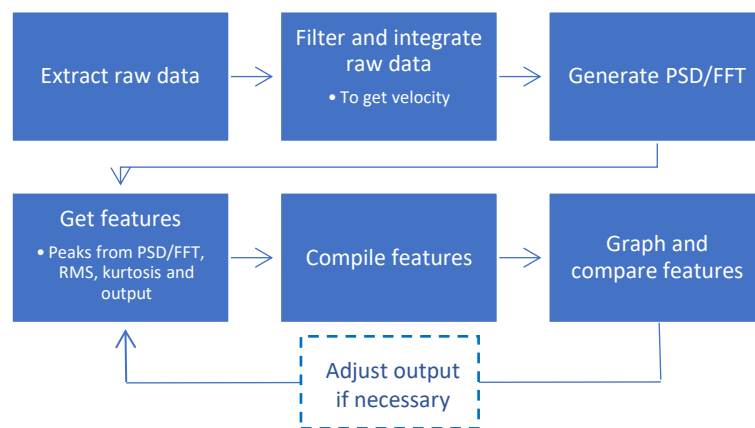 Extract raw data
Filter and integrate
raw data
• To get velocity
Generate PSD/FFT
Get features
• Peaks from PSD/FFT,
RMS, kurtosis and
output
Compile features
Graph and
compare features
Adjust output
if necessary